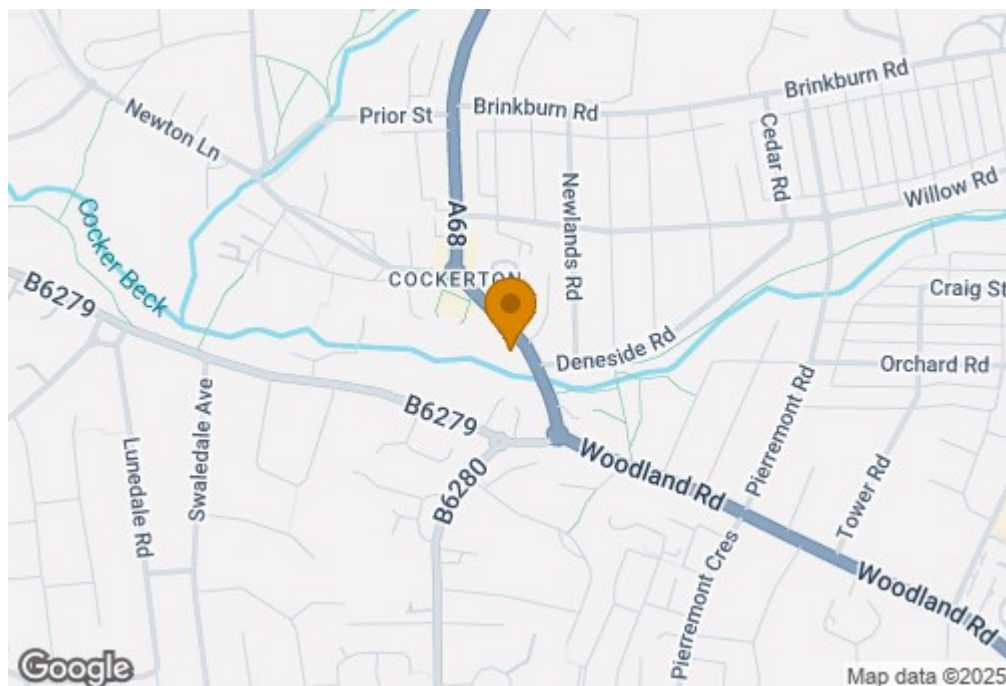 Brinkburn Rd
Newton Ln
Prior St
Brinkburn Rd
Cedar Rd
Willow Rd
Newlands Rd
A68
Cocker Beck
COCKERTON
B6279
Craig St
Deneside Rd
Orchard Rd
Lunedale Rd
Swaledale Ave
B6279
Pierremont Rd
B6280
Woodland Rd
Tower Rd
Pierremont Cres
Woodland Rd
Google
Map data ©2025